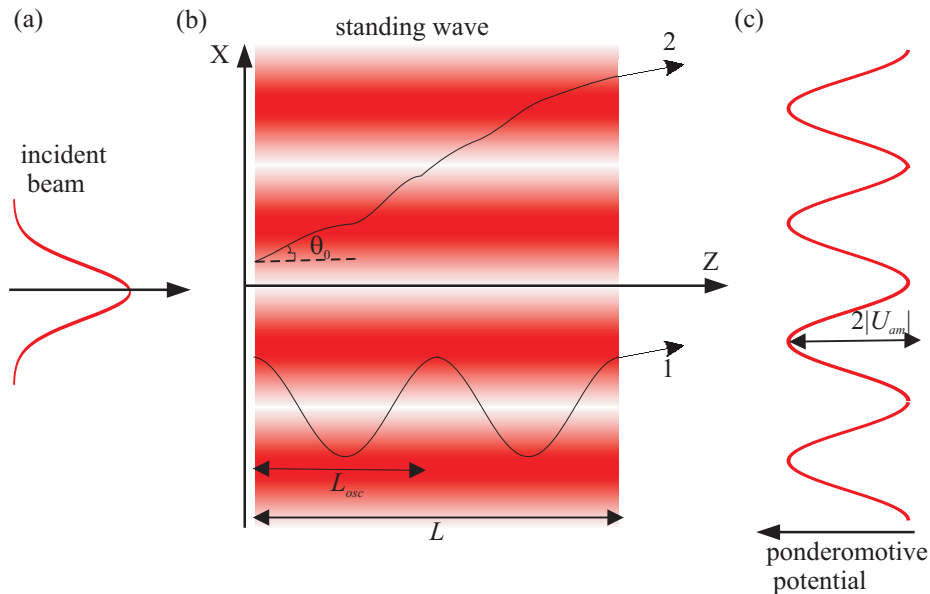 (a)
(b)
(c)
standing wave
X
2
incident
beam
θ₀
Z
2|Uₐₘ|
1
Lₒₛ𝒸
L
ponderomotive
potential